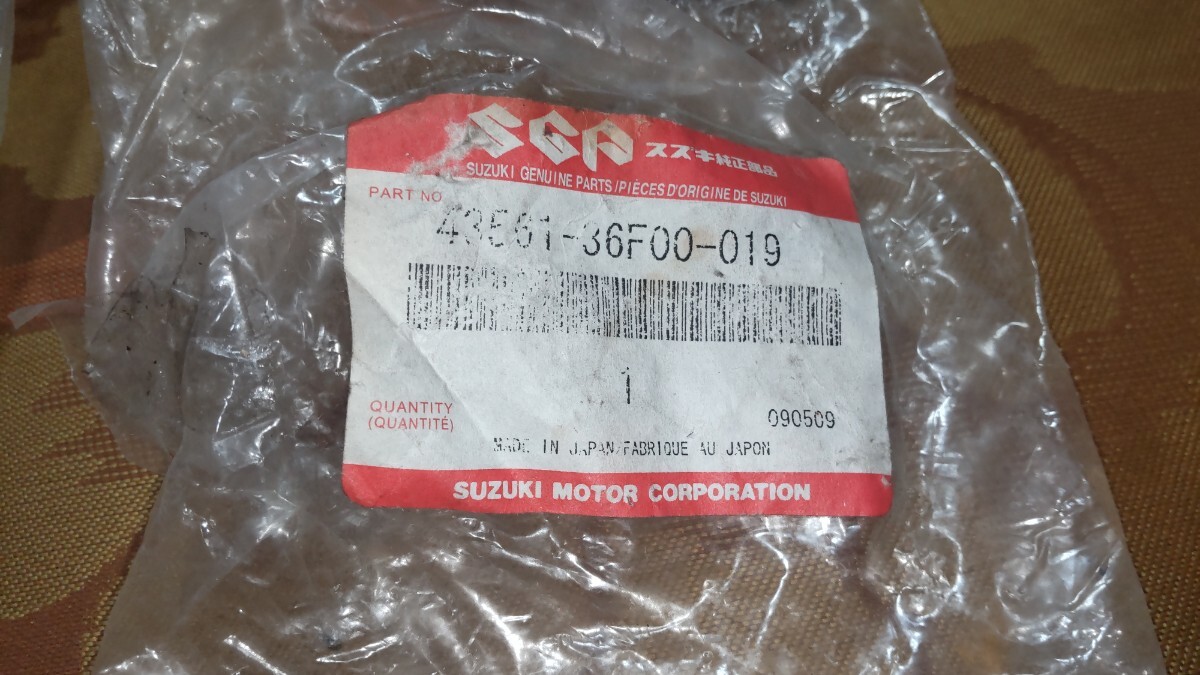 SGP スズキ純正部品
SUZUKI GENUINE PARTS/PIÈCES D'ORIGINE DE SUZUKI
PART NO
43561-36F00-019
1
QUANTITY
(QUANTITÉ)
090509
MADE IN JAPAN/FABRIQUE AU JAPON
SUZUKI MOTOR CORPORATION